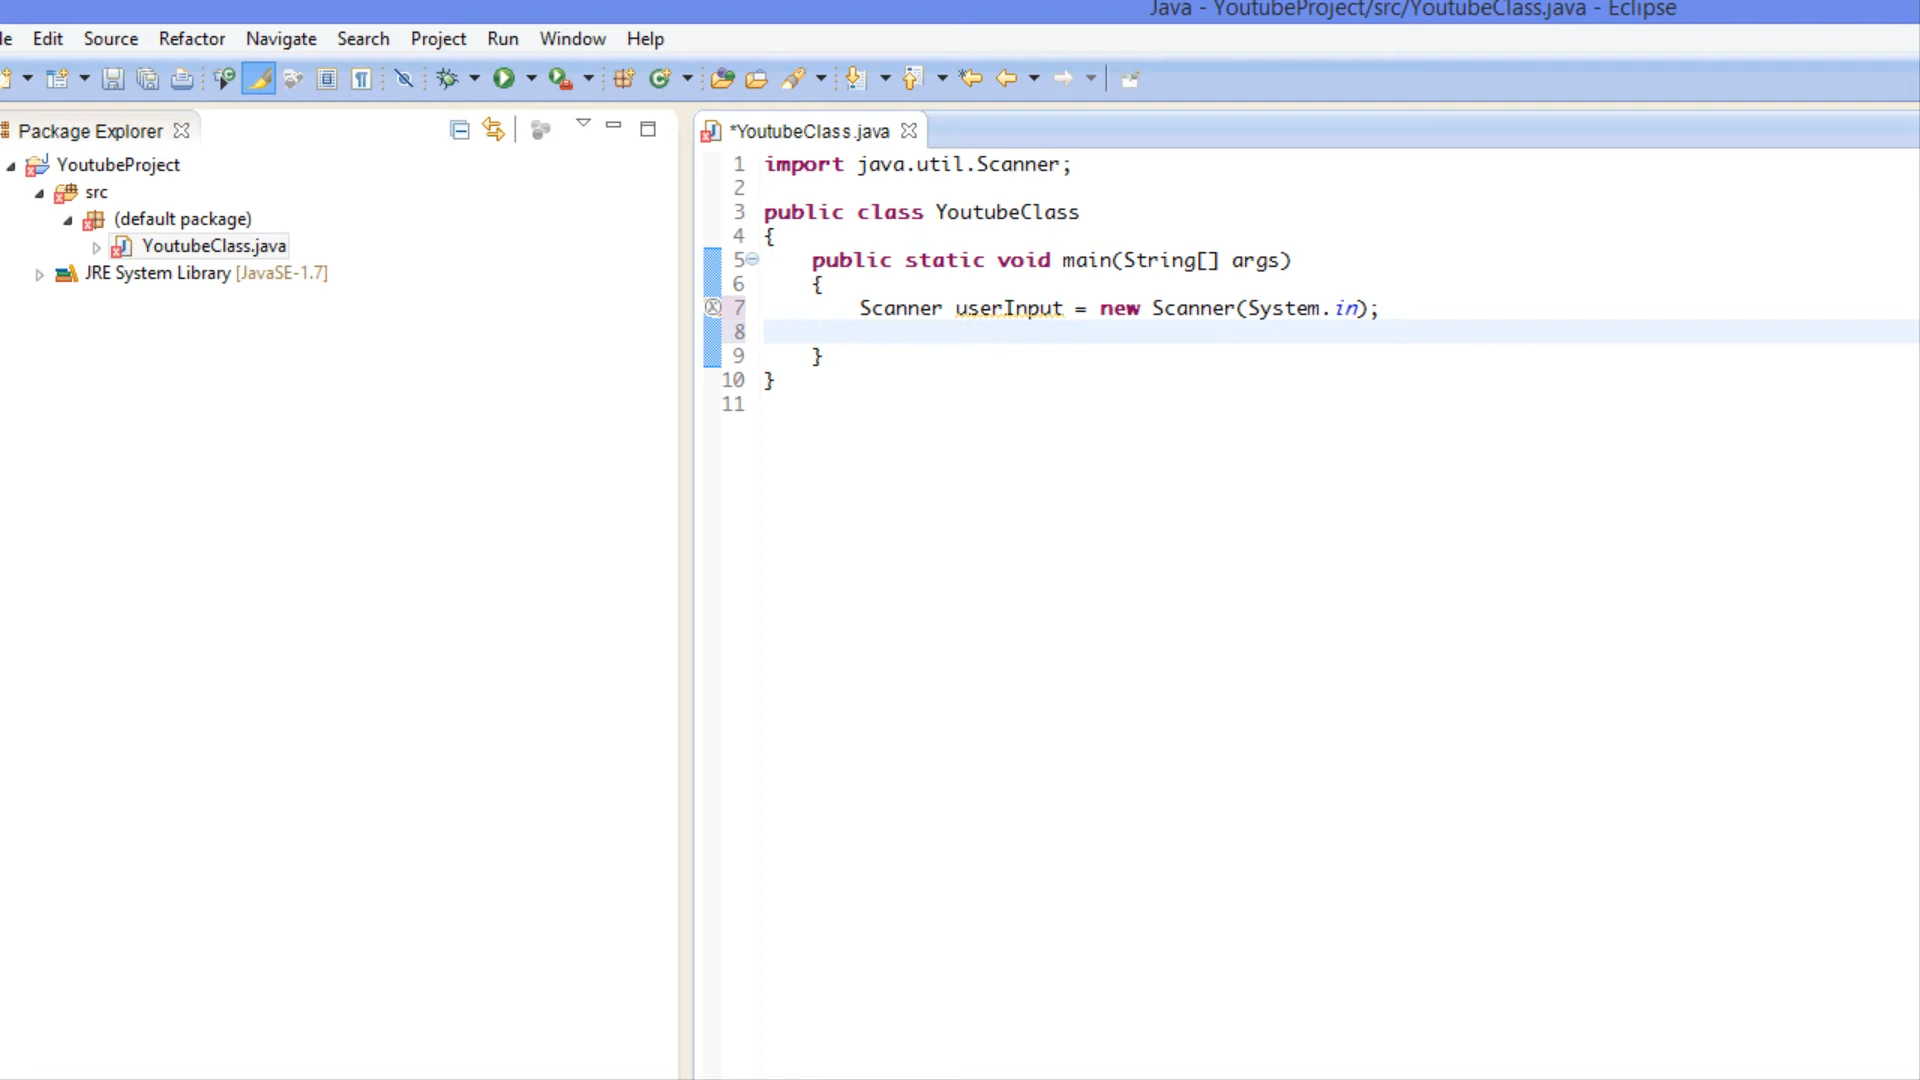 Java - YoutubeProject/src/YoutubeClass.java - Eclipse
le Edit Source Refactor Navigate Search Project Run Window Help
Package Explorer
*YoutubeClass.java
YoutubeProject
src
(default package)
YoutubeClass.java
JRE System Library [JavaSE-1.7]
1 import java.util.Scanner;
2
3 public class YoutubeClass
4 {
5 public static void main(String[] args)
6 {
7 Scanner userInput = new Scanner(System.in);
8
9 }
10 }
11